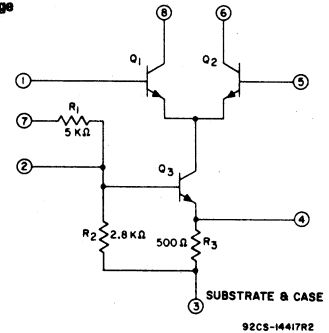 ge
8
6
Q1
Q2
1
5
7
R1
5 KΩ
2
Q3
4
R2
2.8 KΩ
500 Ω
R3
3
SUBSTRATE & CASE
92CS-14417R2